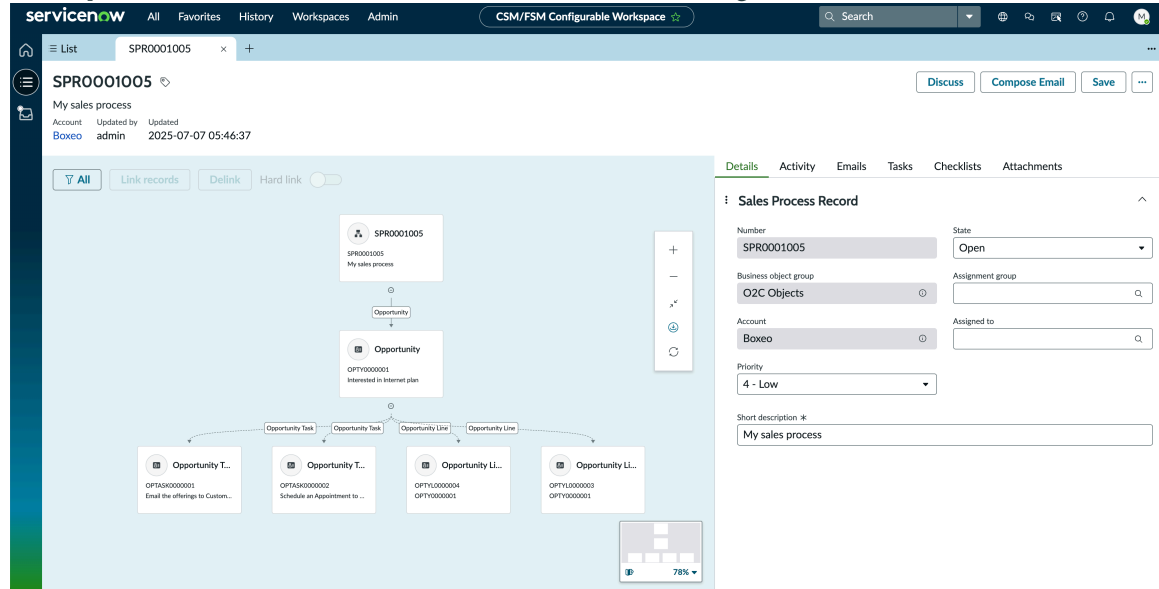 servicenow All Favorites History Workspaces Admin CSM/FSM Configurable Workspace Search M
List SPR0001005
SPR0001005
Discuss Compose Email Save
My sales process
Account Updated by Updated
Boxeo admin 2025-07-07 05:46:37
All Link records Delink Hard link
SPR0001005
SPR0001005
My sales process
Opportunity
Opportunity
OPTY0000001
Interested in Internet plan
Opportunity Task Opportunity Task Opportunity Line Opportunity Line
Opportunity T...
OPTASK0000001
Email the offerings to Custom...
Opportunity T...
OPTASK0000002
Schedule an Appointment to ...
Opportunity Li...
OPTYL0000004
OPTY0000001
Opportunity Li...
OPTYL0000003
OPTY0000001
78%
Details Activity Emails Tasks Checklists Attachments
Sales Process Record
Number
SPR0001005
State
Open
Business object group
O2C Objects
Assignment group
Account
Boxeo
Assigned to
Priority
4 - Low
Short description *
My sales process